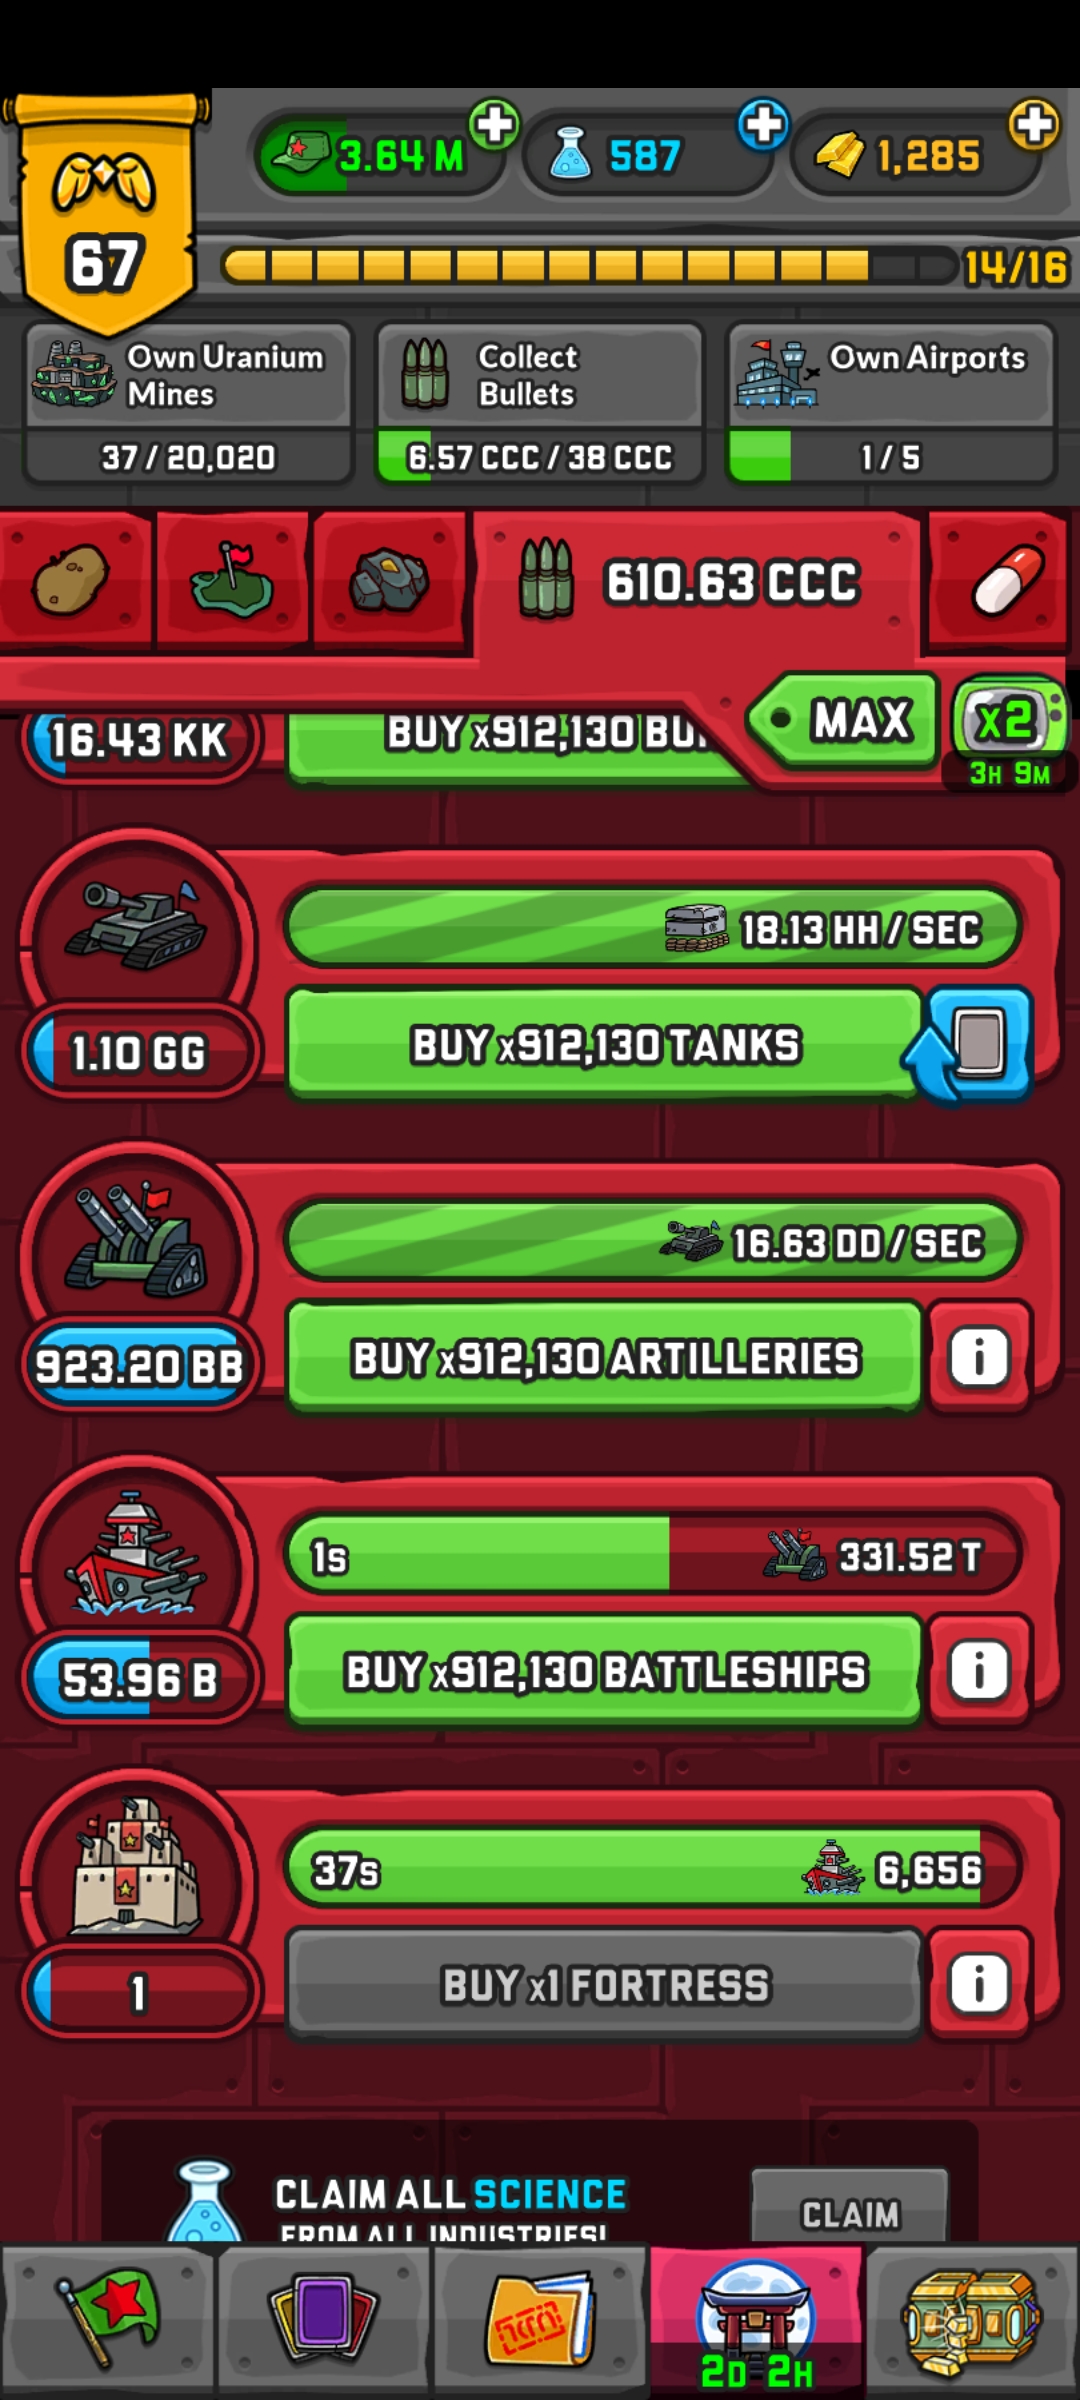 3.64 M
587
1,285
67
14/16
Own Uranium
Mines
37 / 20,020
Collect
Bullets
6.57 CCC / 38 CCC
Own Airports
1 / 5
610.63 CCC
MAX
x2
3H 9M
16.43 KK
BUY x912,130 BU
18.13 HH / SEC
1.10 GG
BUY x912,130 TANKS
16.63 DD / SEC
923.20 BB
BUY x912,130 ARTILLERIES
i
1s
331.52 T
53.96 B
BUY x912,130 BATTLESHIPS
i
37s
6,656
1
BUY x1 FORTRESS
i
CLAIM ALL SCIENCE
FROM ALL INDUSTRIES!
CLAIM
2D 2H